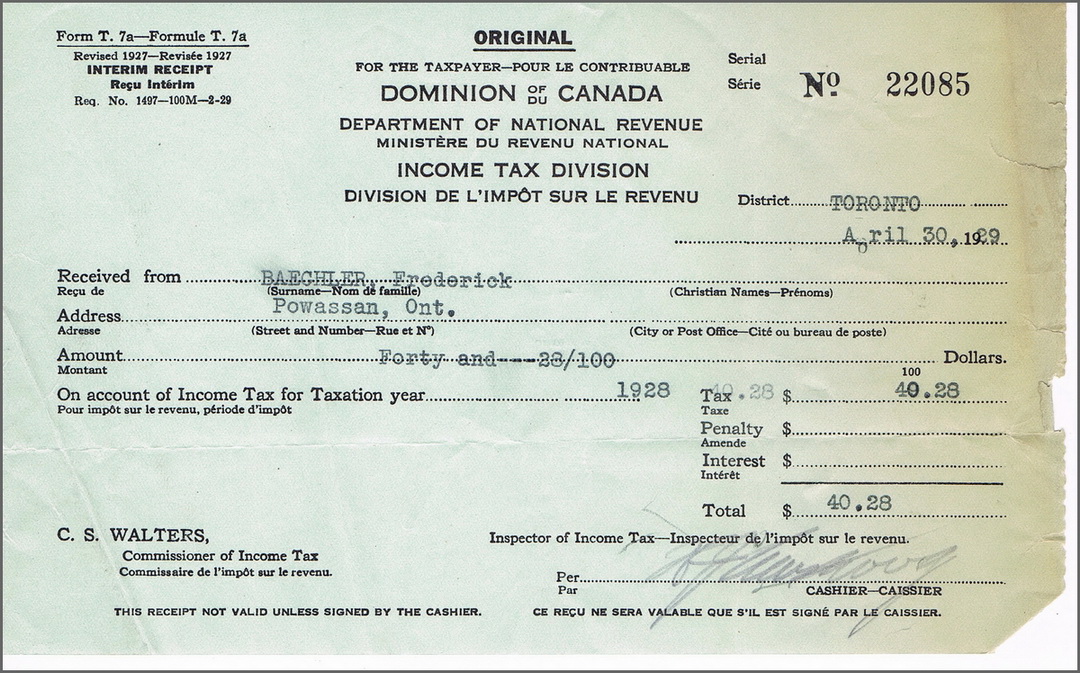 Form T. 7a—Formule T. 7a
Revised 1927—Revisée 1927
INTERIM RECEIPT
Reçu Intérim
Req. No. 1497—100M—2-29
ORIGINAL
FOR THE TAXPAYER—POUR LE CONTRIBUABLE
DOMINION OF DU CANADA
DEPARTMENT OF NATIONAL REVENUE
MINISTÈRE DU REVENU NATIONAL
INCOME TAX DIVISION
DIVISION DE L'IMPÔT SUR LE REVENU
Serial
Série Nº 22085
District TORONTO
April 30, 1929
Received from BAECHLER, Frederick
Reçu de (Surname—Nom de famille) (Christian Names—Prénoms)
Address Powassan, Ont.
Adresse (Street and Number—Rue et Nº) (City or Post Office—Cité ou bureau de poste)
Amount Forty and---28/100 Dollars.
Montant 100
On account of Income Tax for Taxation year 1928 Tax 40.28 $ 40.28
Pour impôt sur le revenu, période d'impôt Taxe
Penalty $
Amende
Interest $
Intérêt
Total $ 40.28
C. S. WALTERS,
Commissioner of Income Tax
Commissaire de l'impôt sur le revenu.
Inspector of Income Tax—Inspecteur de l'impôt sur le revenu.
Per
Par CASHIER—CAISSIER
THIS RECEIPT NOT VALID UNLESS SIGNED BY THE CASHIER. CE REÇU NE SERA VALABLE QUE S'IL EST SIGNÉ PAR LE CAISSIER.